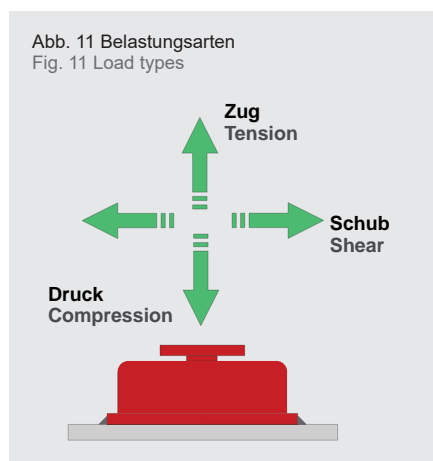 Abb. 11 Belastungsarten
Fig. 11 Load types
Zug
Tension
Schub
Shear
Druck
Compression